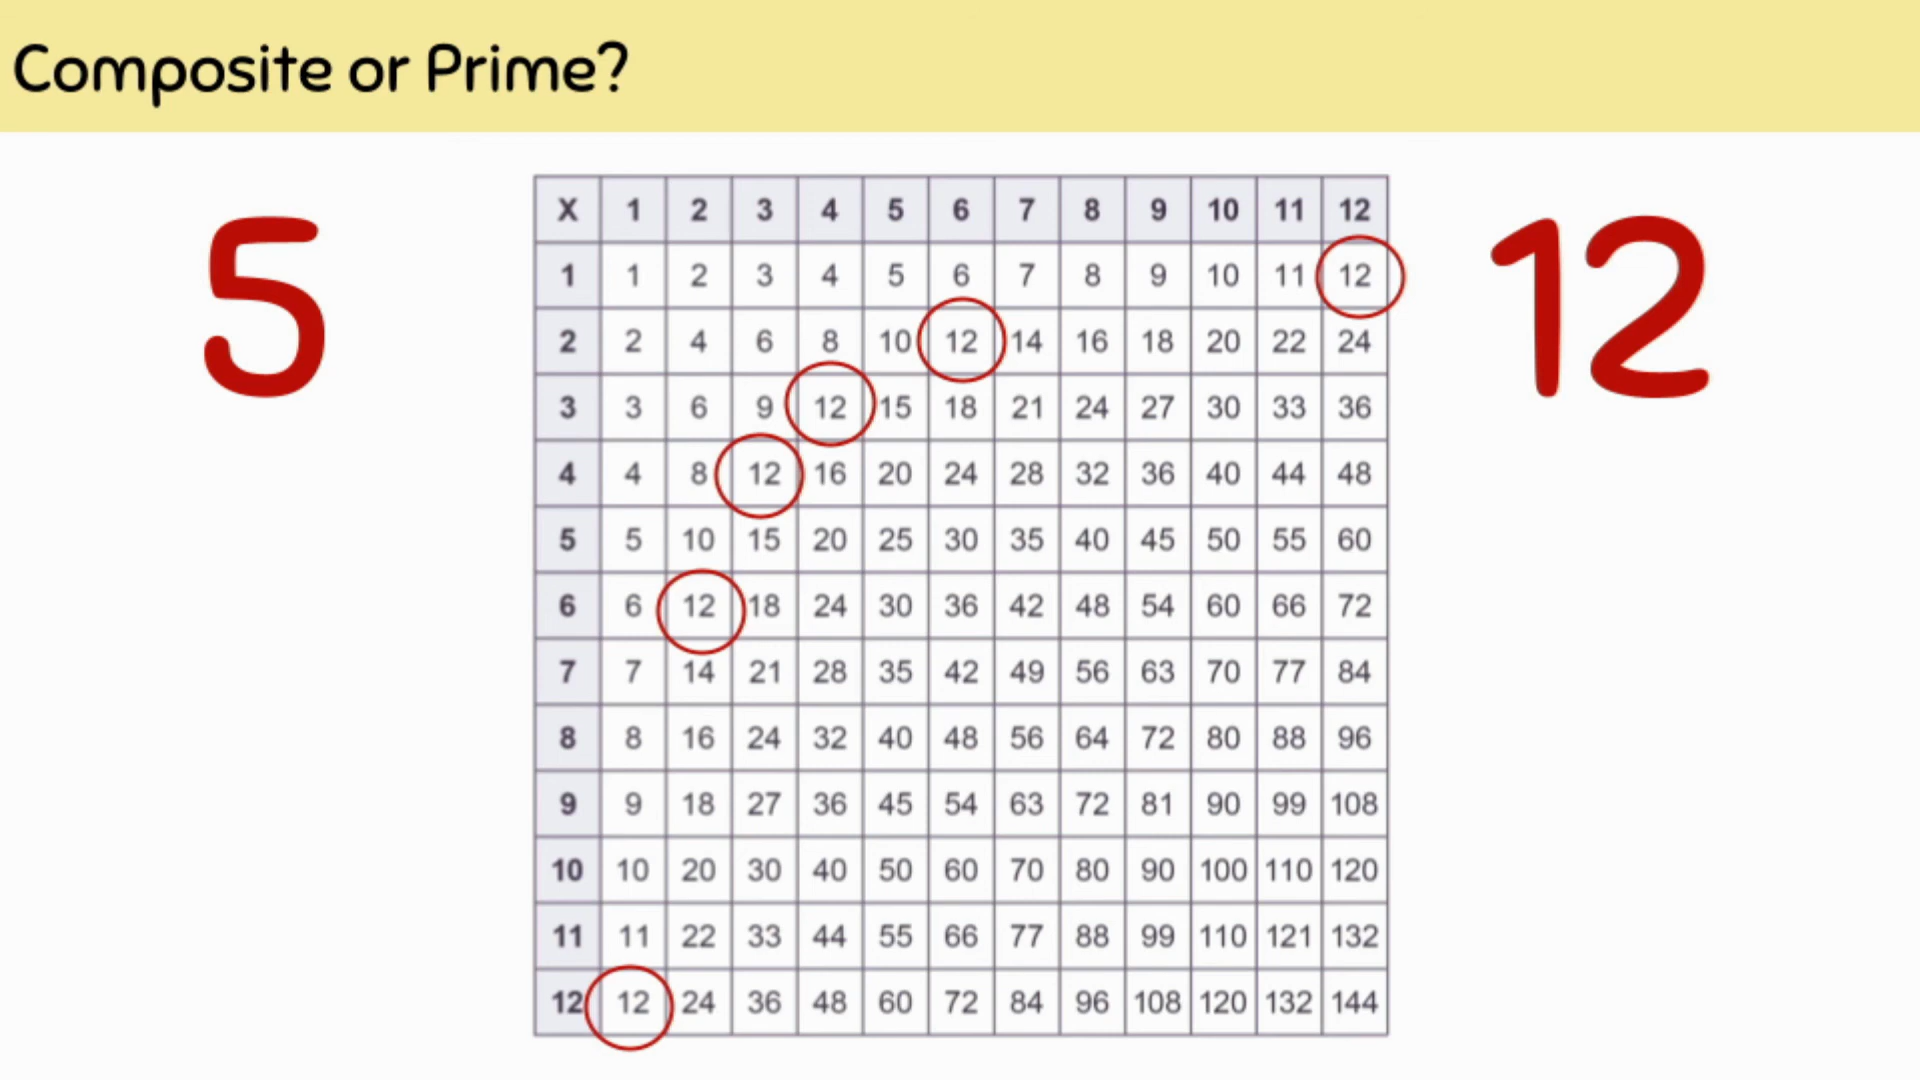 Composite or Prime?
5
12
X 1 2 3 4 5 6 7 8 9 10 11 12
1 1 2 3 4 5 6 7 8 9 10 11 12
2 2 4 6 8 10 12 14 16 18 20 22 24
3 3 6 9 12 15 18 21 24 27 30 33 36
4 4 8 12 16 20 24 28 32 36 40 44 48
5 5 10 15 20 25 30 35 40 45 50 55 60
6 6 12 18 24 30 36 42 48 54 60 66 72
7 7 14 21 28 35 42 49 56 63 70 77 84
8 8 16 24 32 40 48 56 64 72 80 88 96
9 9 18 27 36 45 54 63 72 81 90 99 108
10 10 20 30 40 50 60 70 80 90 100 110 120
11 11 22 33 44 55 66 77 88 99 110 121 132
12 12 24 36 48 60 72 84 96 108 120 132 144